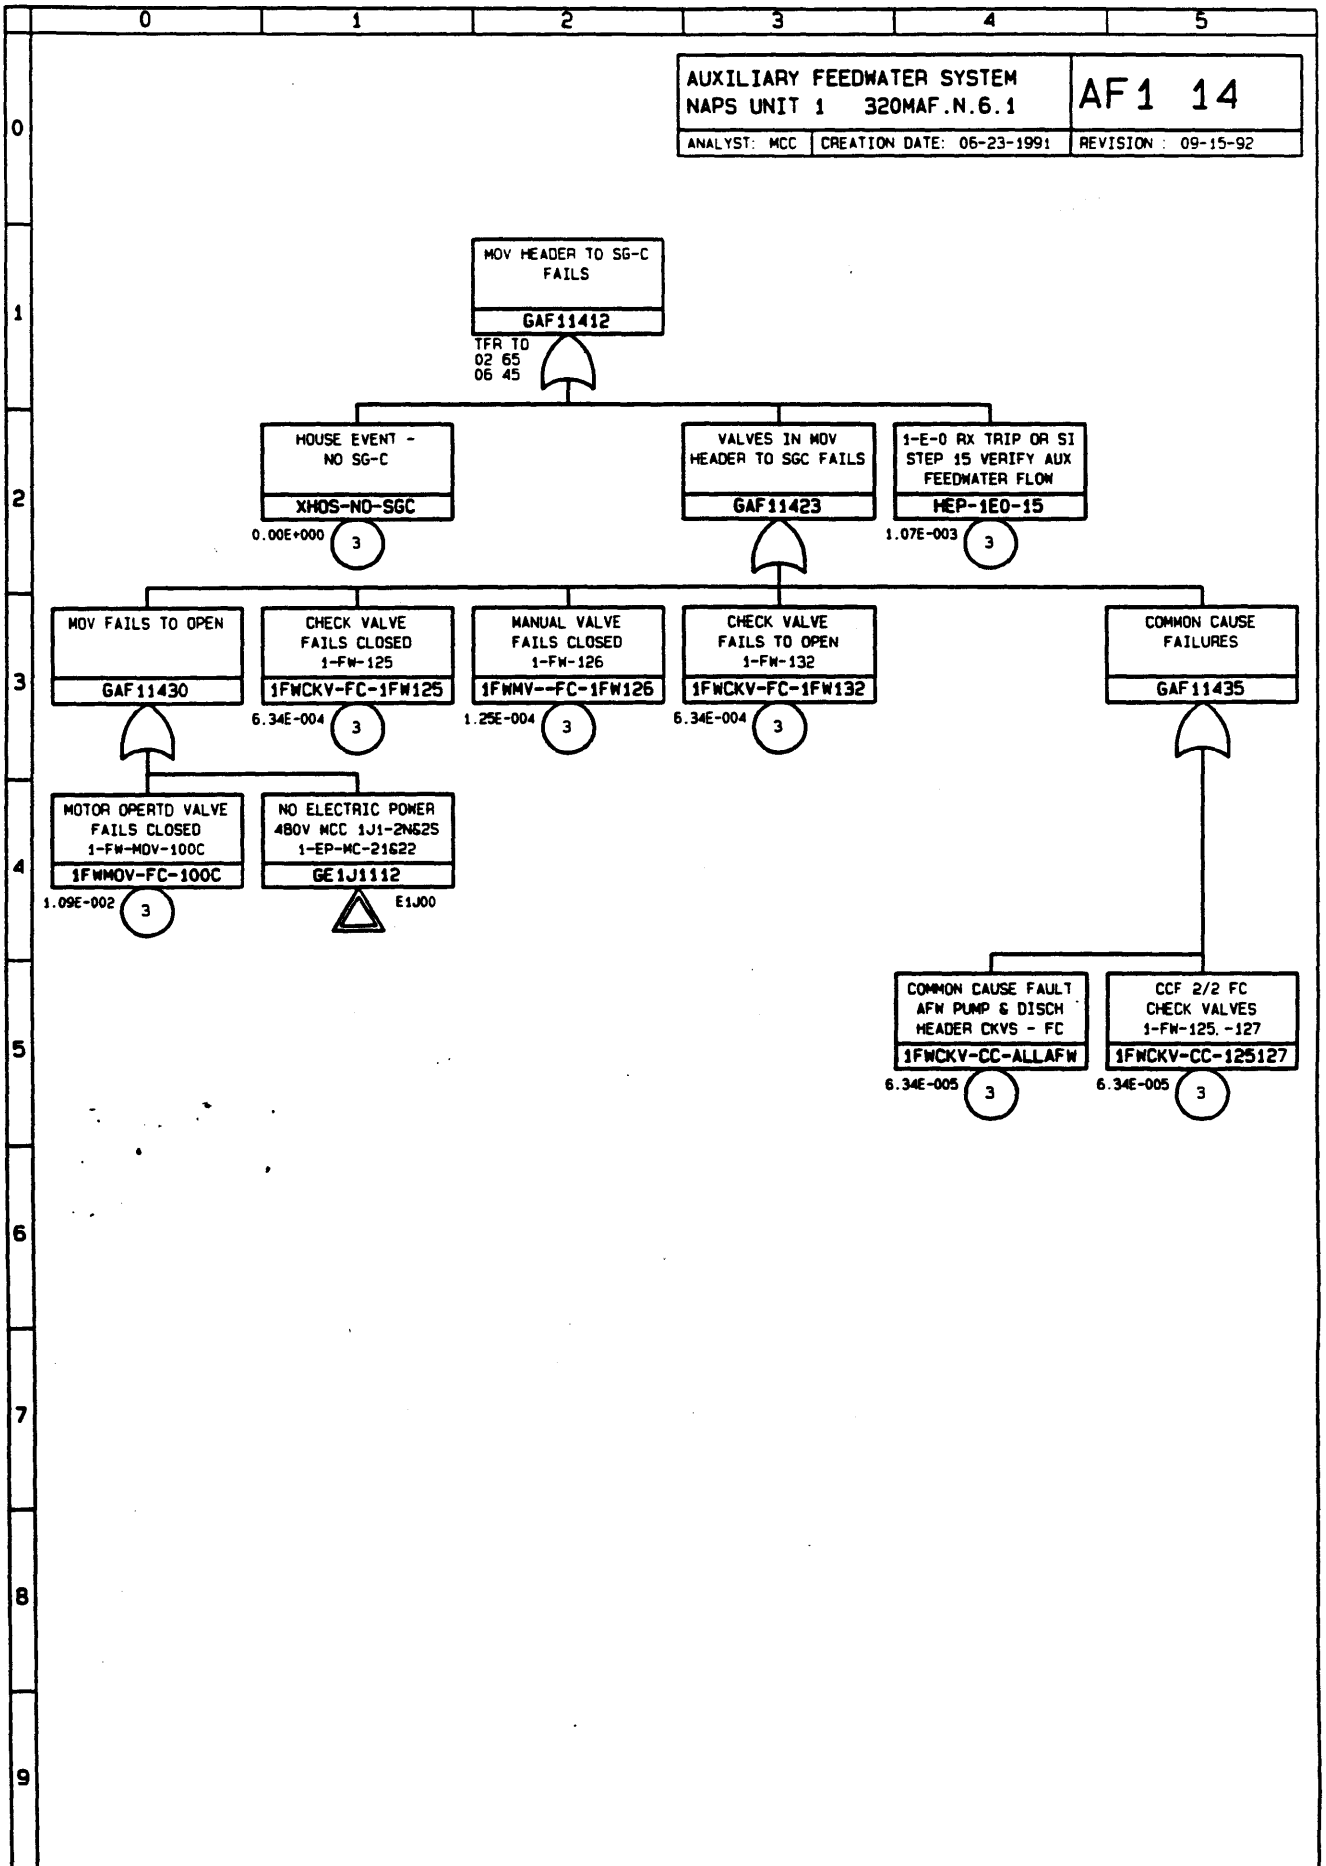 0 1 2 3 4 5
AUXILIARY FEEDWATER SYSTEM
NAPS UNIT 1 320MAF.N.6.1
AF1 14
ANALYST: MCC CREATION DATE: 06-23-1991 REVISION : 09-15-92
0
MOV HEADER TO SG-C
FAILS
GAF11412
TFR TO
02 65
06 45
1
HOUSE EVENT -
NO SG-C
XHOS-NO-SGC
0.00E+000
3
VALVES IN MOV
HEADER TO SGC FAILS
GAF11423
1-E-0 RX TRIP OR SI
STEP 15 VERIFY AUX
FEEDWATER FLOW
HEP-1E0-15
1.07E-003
3
2
MOV FAILS TO OPEN
GAF11430
CHECK VALVE
FAILS CLOSED
1-FW-125
1FWCKV-FC-1FW125
6.34E-004
3
MANUAL VALVE
FAILS CLOSED
1-FW-126
1FWMV--FC-1FW126
1.25E-004
3
CHECK VALVE
FAILS TO OPEN
1-FW-132
1FWCKV-FC-1FW132
6.34E-004
3
COMMON CAUSE
FAILURES
GAF11435
3
MOTOR OPERTD VALVE
FAILS CLOSED
1-FW-MOV-100C
1FWMOV-FC-100C
1.09E-002
3
NO ELECTRIC POWER
480V MCC 1J1-2N&2S
1-EP-MC-21&22
GE1J1112
E1J00
4
COMMON CAUSE FAULT
AFW PUMP & DISCH
HEADER CKVS - FC
1FWCKV-CC-ALLAFW
6.34E-005
3
CCF 2/2 FC
CHECK VALVES
1-FW-125.-127
1FWCKV-CC-125127
6.34E-005
3
5
6
7
8
9